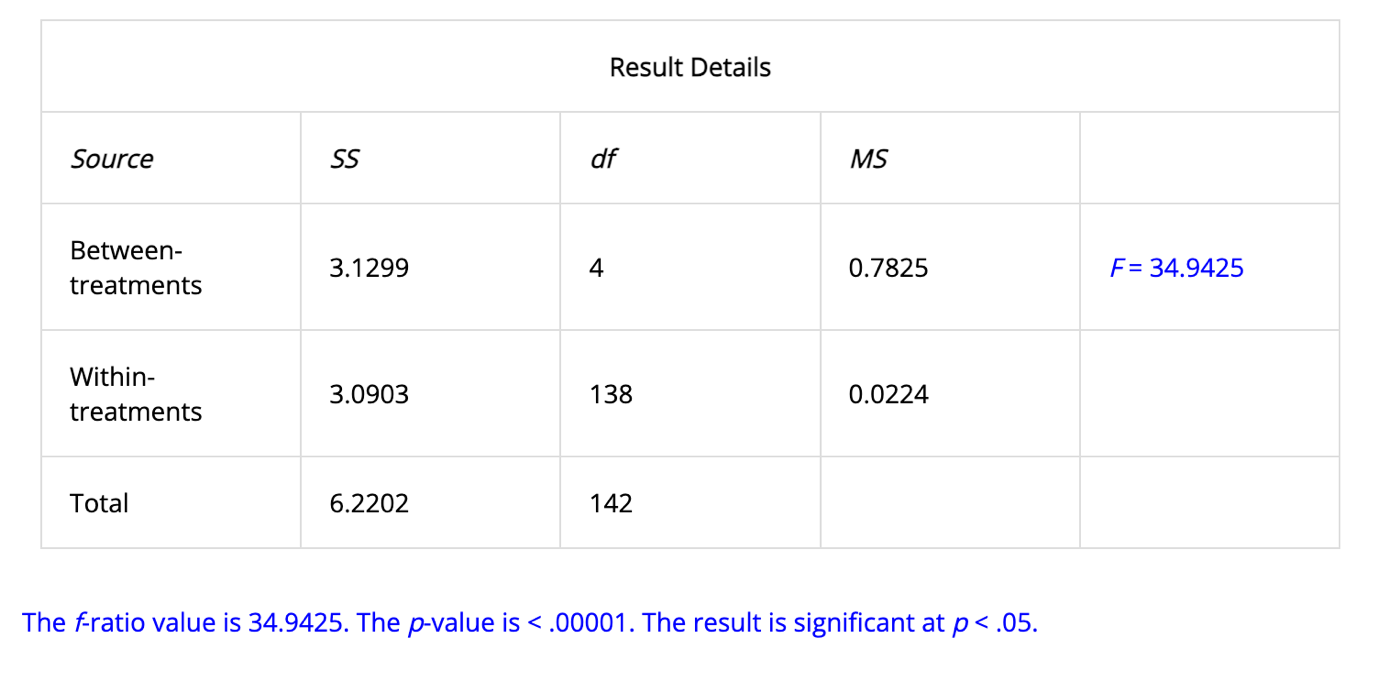 Result Details
Source SS df MS
Between-
treatments 3.1299 4 0.7825 F = 34.9425
Within-
treatments 3.0903 138 0.0224
Total 6.2202 142
The f-ratio value is 34.9425. The p-value is < .00001. The result is significant at p < .05.